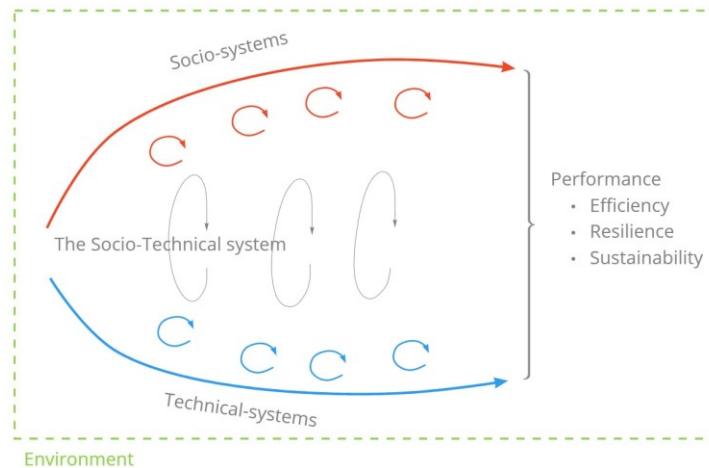 Socio-systems
Performance
• Efficiency
The Socio-Technical system
• Resilience
• Sustainability
Technical-systems
Environment